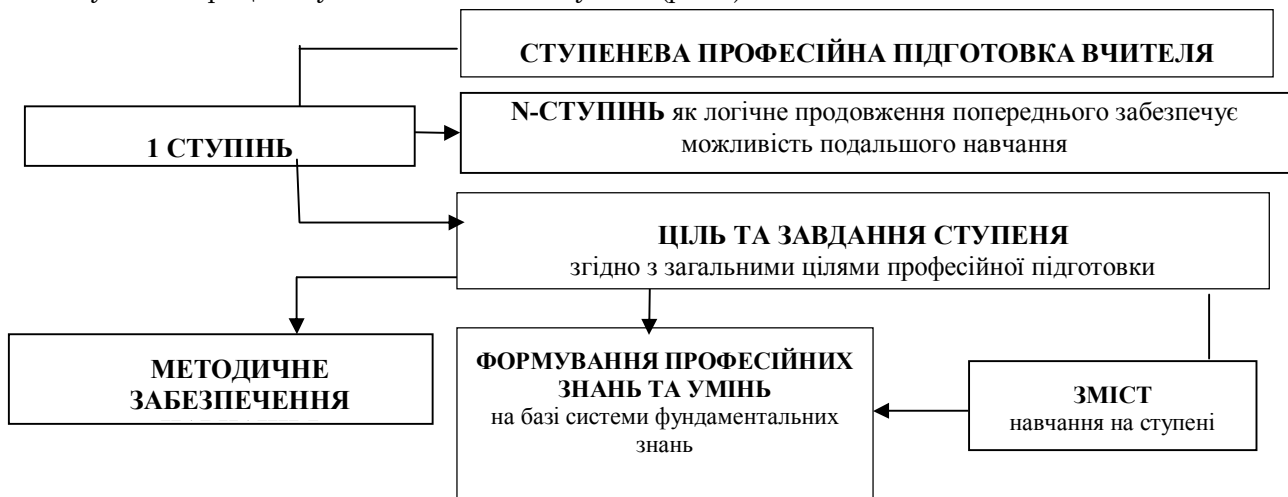 СТУПЕНЕВА ПРОФЕСІЙНА ПІДГОТОВКА ВЧИТЕЛЯ
N-СТУПІНЬ як логічне продовження попереднього забезпечує
можливість подальшого навчання
1 СТУПІНЬ
ЦІЛЬ ТА ЗАВДАННЯ СТУПЕНЯ
згідно з загальними цілями професійної підготовки
МЕТОДИЧНЕ
ЗАБЕЗПЕЧЕННЯ
ФОРМУВАННЯ ПРОФЕСІЙНИХ
ЗНАНЬ ТА УМІНЬ
на базі системи фундаментальних
знань
ЗМІСТ
навчання на ступені